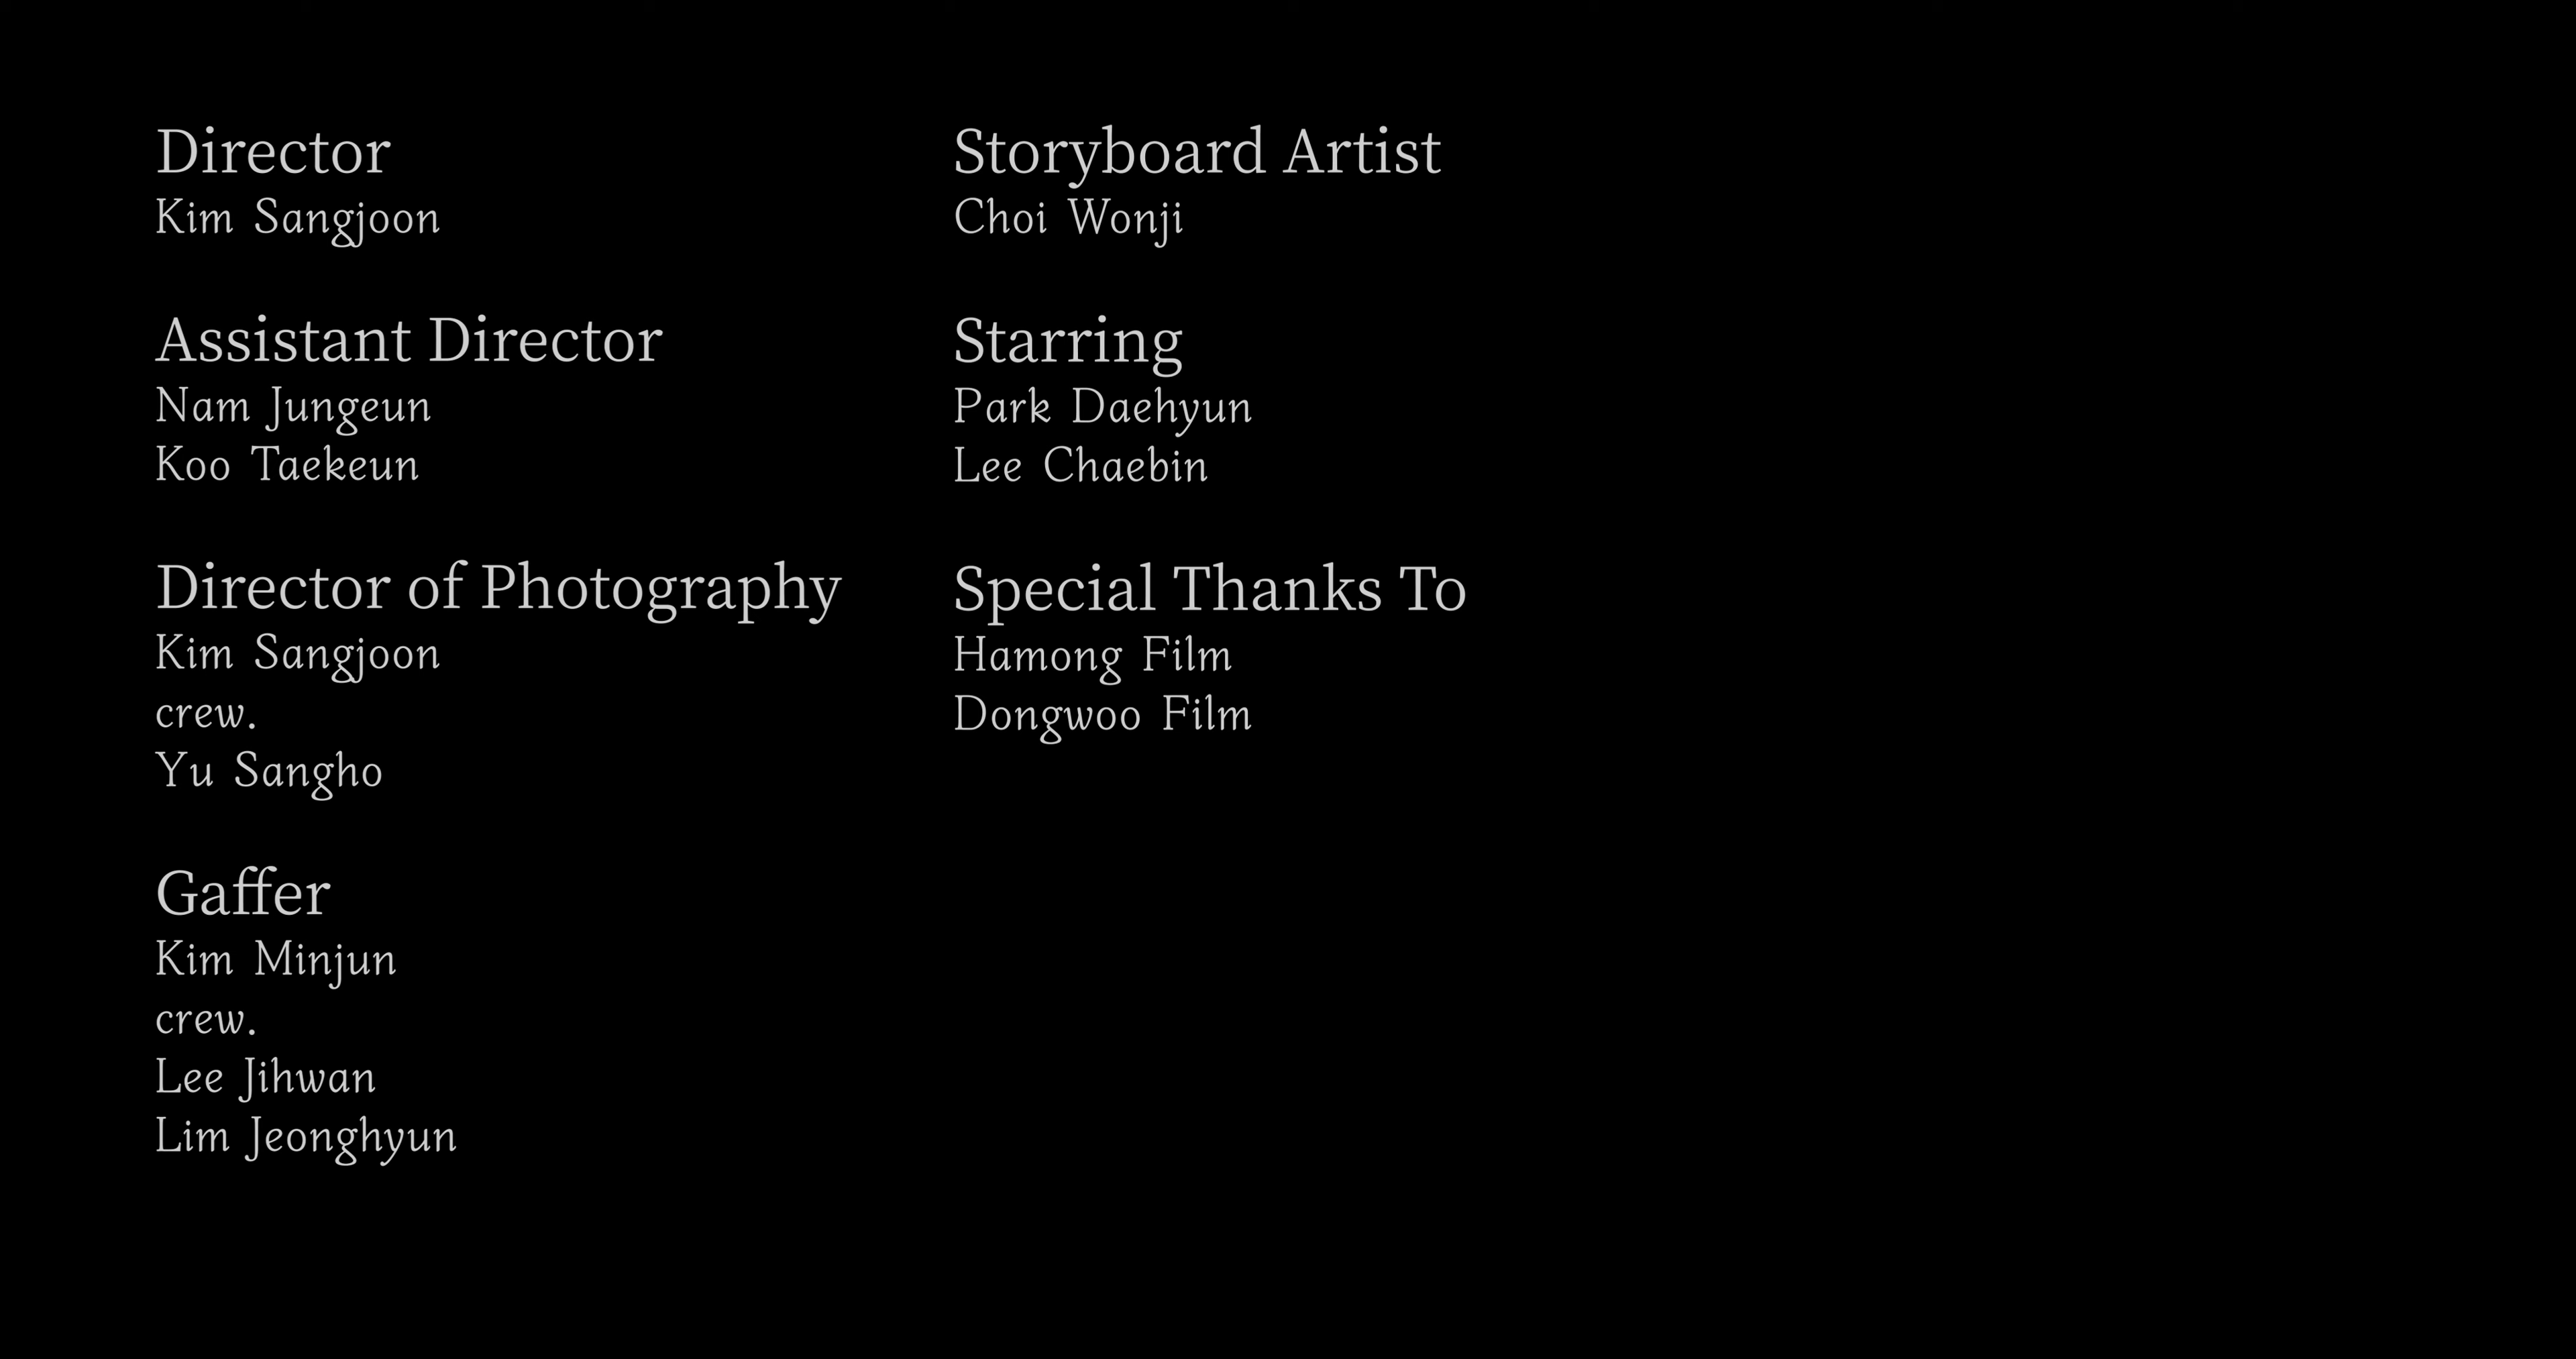 Director
Kim Sangjoon
Assistant Director
Nam Jungeun
Koo Taekeun
Director of Photography
Kim Sangjoon
crew.
Yu Sangho
Gaffer
Kim Minjun
crew.
Lee Jihwan
Lim Jeonghyun
Storyboard Artist
Choi Wonji
Starring
Park Daehyun
Lee Chaebin
Special Thanks To
Hamong Film
Dongwoo Film